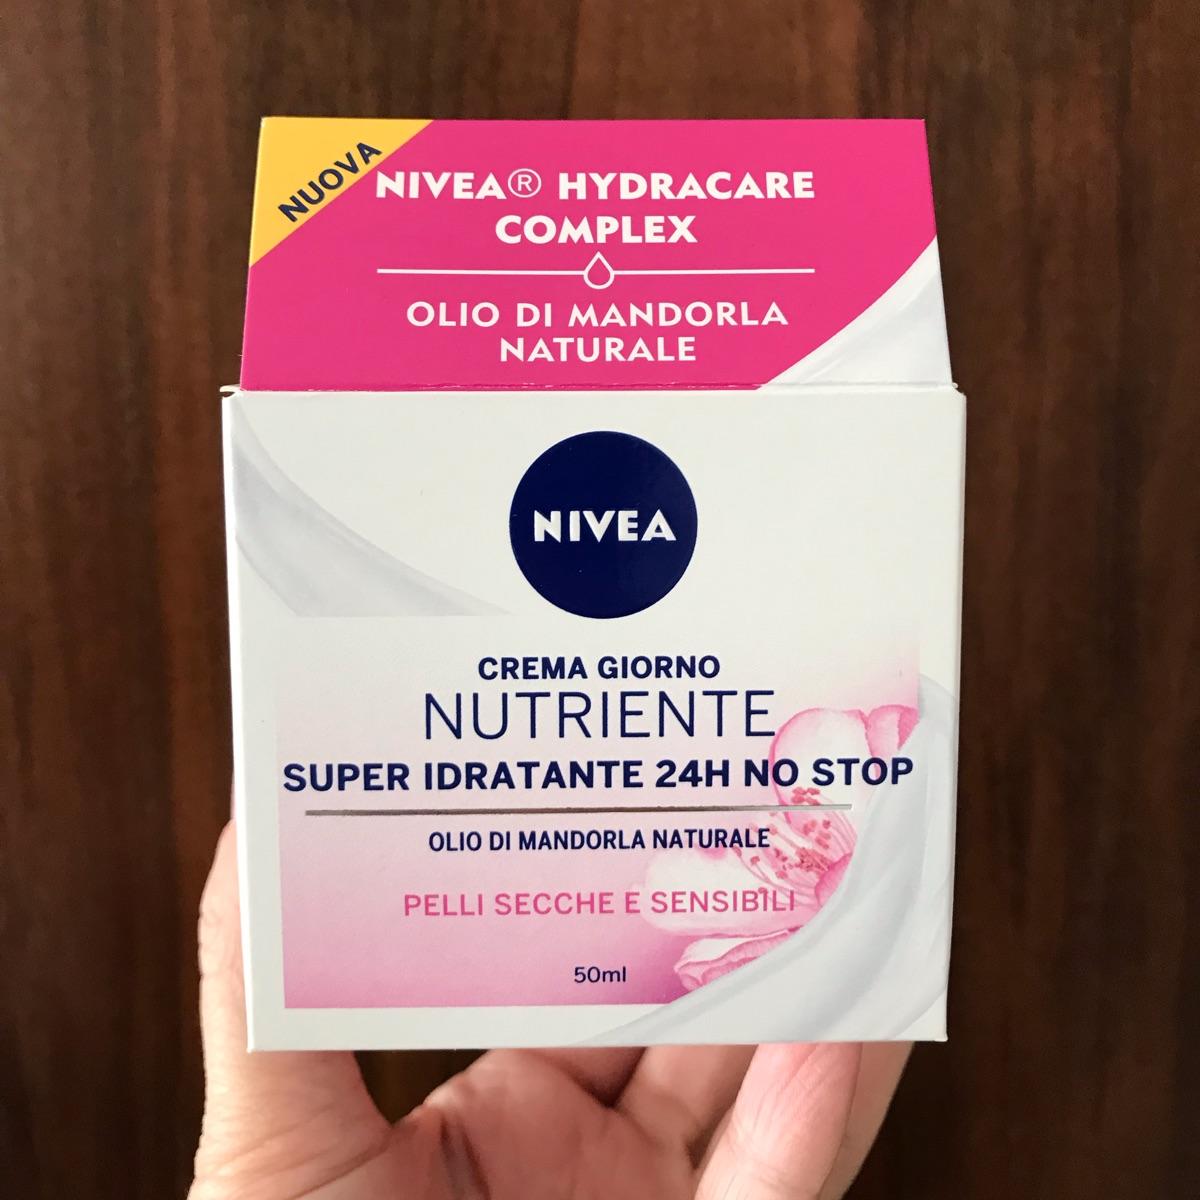 NUOVA
NIVEA® HYDRACARE
COMPLEX
OLIO DI MANDORLA
NATURALE
NIVEA
CREMA GIORNO
NUTRIENTE
SUPER IDRATANTE 24H NO STOP
OLIO DI MANDORLA NATURALE
PELLI SECCHE E SENSIBILI
50ml